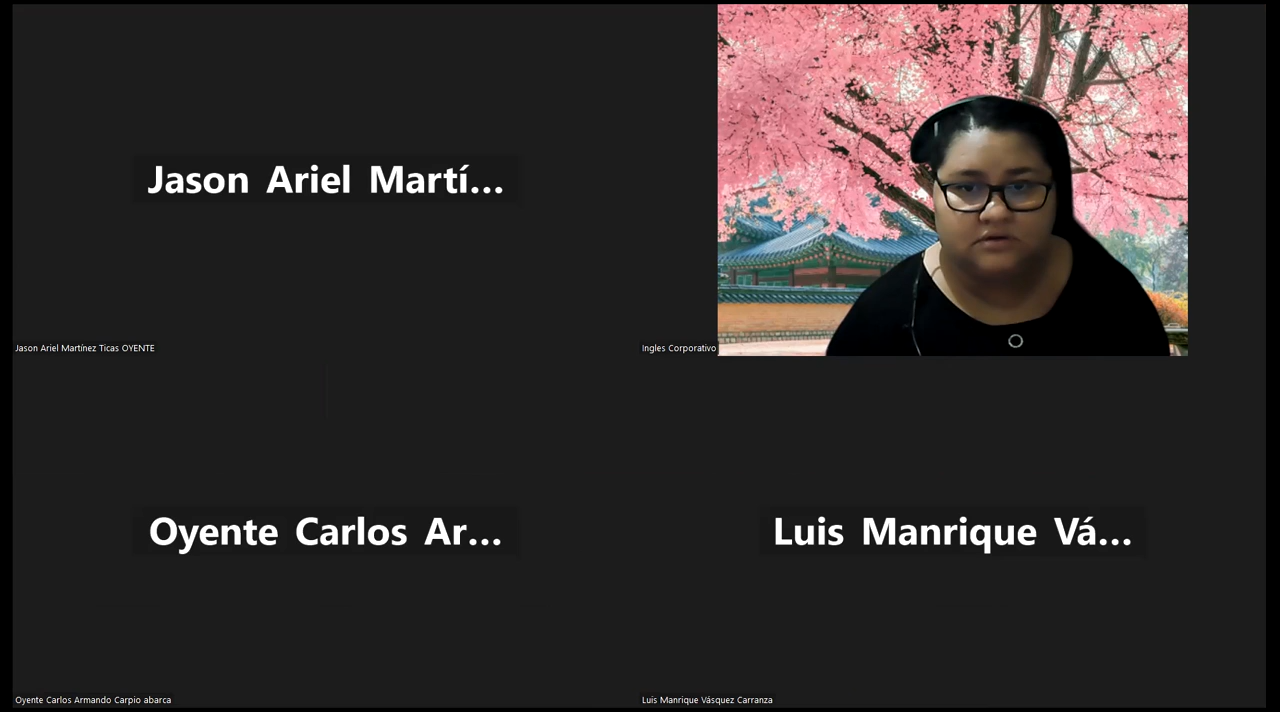 Jason Ariel Martí...
Jason Ariel Martínez Ticas OYENTE
Ingles Corporativo
Oyente Carlos Ar...
Luis Manrique Vá...
Oyente Carlos Armando Carpio abarca
Luis Manrique Vásquez Carranza